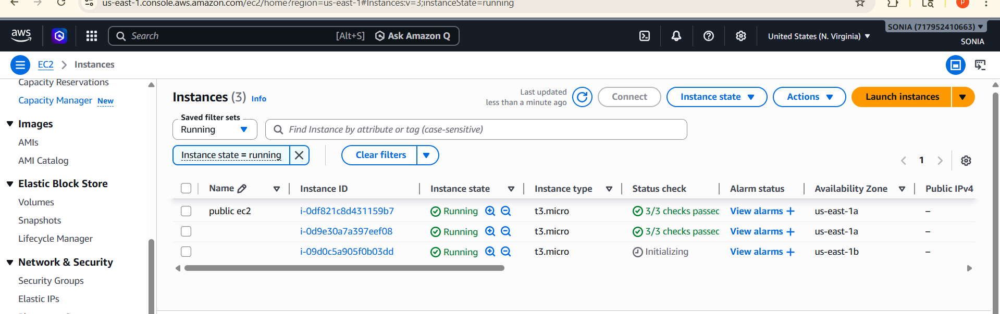 us-east-1.console.aws.amazon.com/ec2/home?region=us-east-1#Instances:v=3;instanceState=running
P
aws
Search
[Alt+S]
Ask Amazon Q
United States (N. Virginia)
SONIA (717952410663)
SONIA
EC2
Instances
Capacity Reservations
Capacity Manager New
Images
AMIs
AMI Catalog
Elastic Block Store
Volumes
Snapshots
Lifecycle Manager
Network & Security
Security Groups
Elastic IPs
Instances (3) Info
Last updated
less than a minute ago
Connect
Instance state
Actions
Launch instances
Saved filter sets
Running
Find Instance by attribute or tag (case-sensitive)
Instance state = running
Clear filters
1
Name Instance ID Instance state Instance type Status check Alarm status Availability Zone Public IPv4
public ec2 i-0df821c8d431159b7 Running t3.micro 3/3 checks passed View alarms + us-east-1a –
i-0d9e30a7a397eef08 Running t3.micro 3/3 checks passed View alarms + us-east-1a –
i-09d0c5a905f0b03dd Running t3.micro Initializing View alarms + us-east-1b –